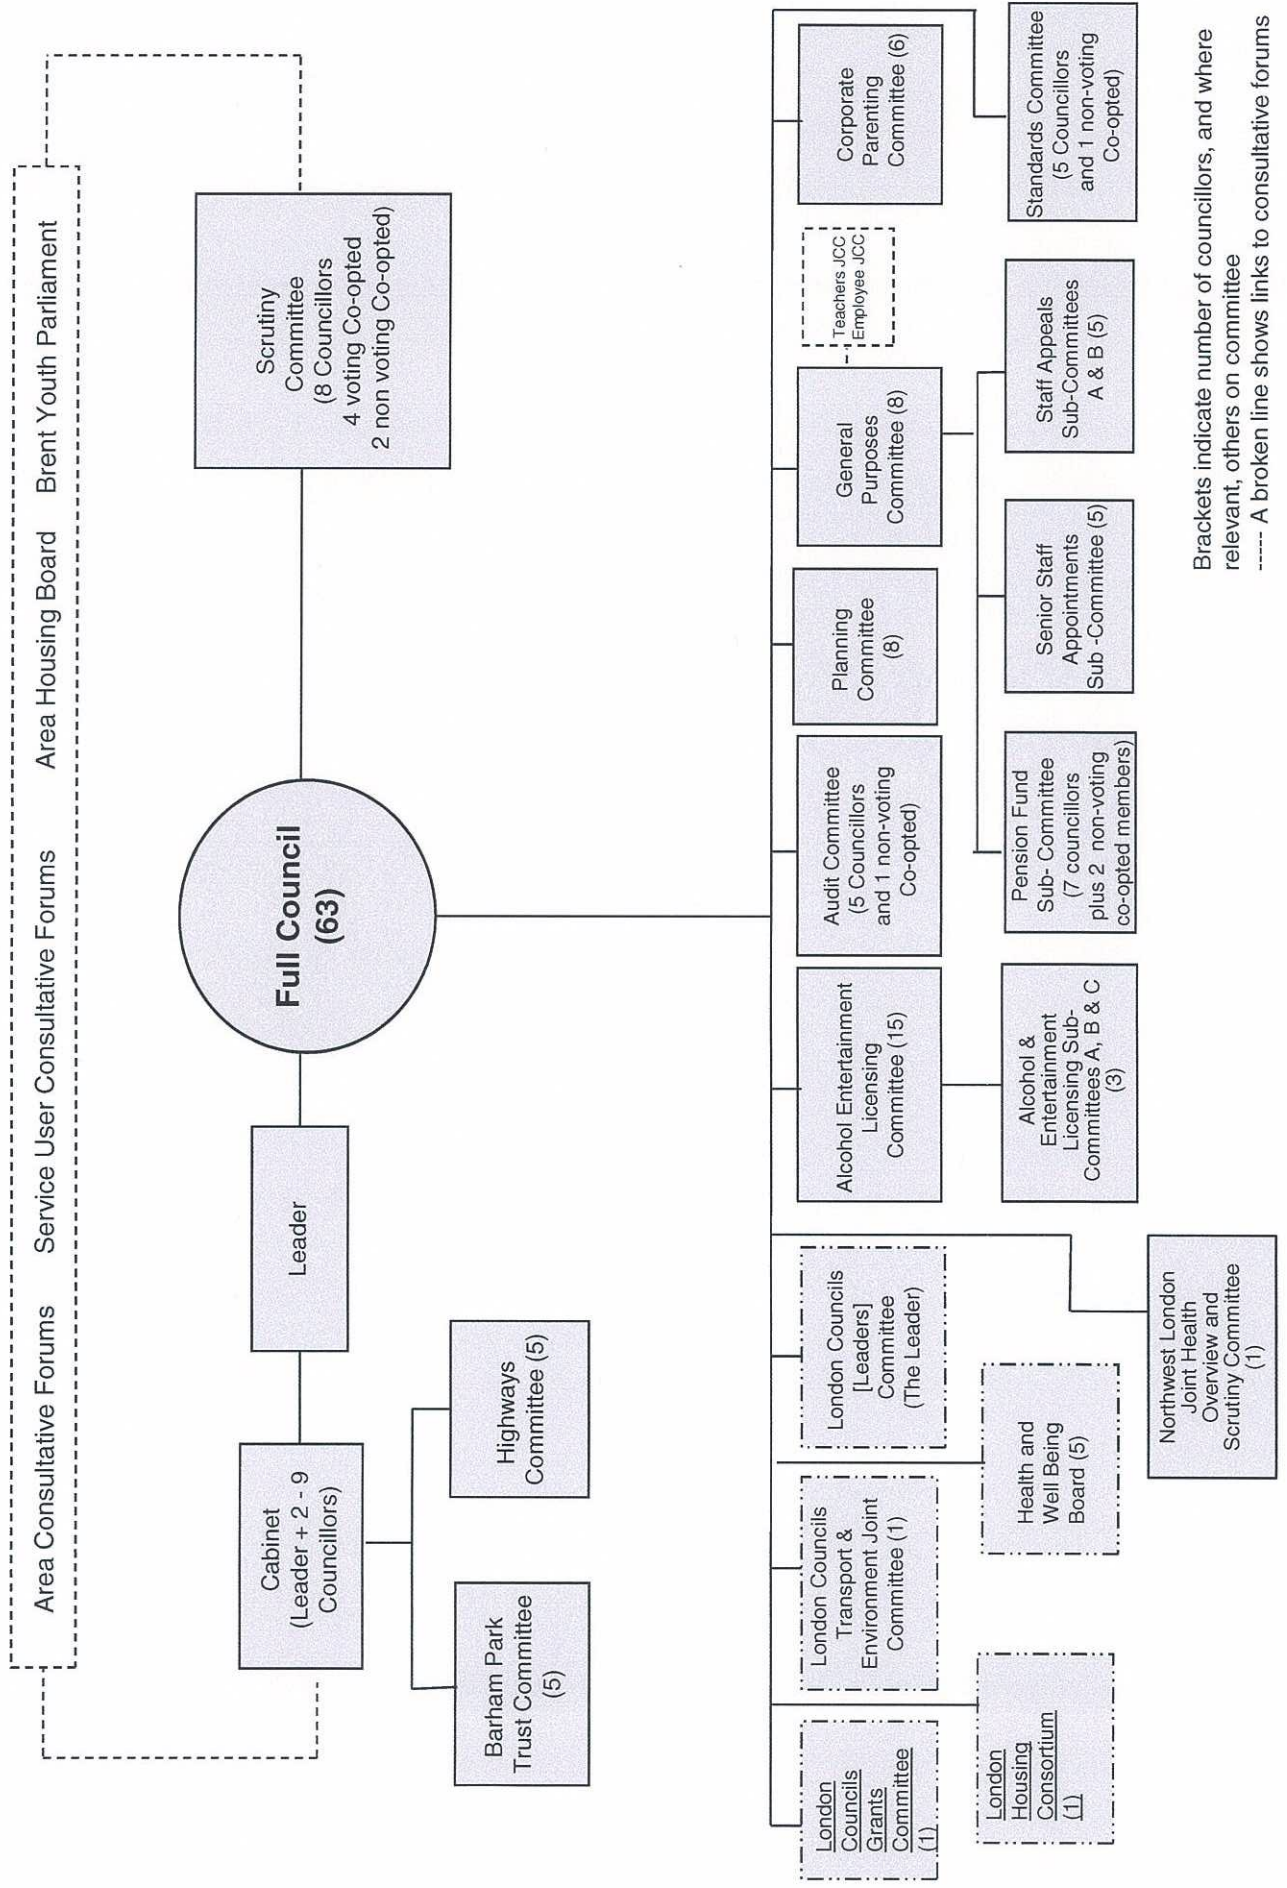 Area Consultative Forums Service User Consultative Forums Area Housing Board Brent Youth Parliament
Full Council
(63)
Leader
Cabinet
(Leader + 2 - 9
Councillors)
Scrutiny
Committee
(8 Councillors
4 voting Co-opted
2 non voting Co-opted)
Barham Park
Trust Committee
(5)
Highways
Committee (5)
London
Councils
Grants
Committee
(1)
London Councils
Transport &
Environment Joint
Committee (1)
London Councils
[Leaders]
Committee
(The Leader)
Alcohol Entertainment
Licensing
Committee (15)
Audit Committee
(5 Councillors
and 1 non-voting
Co-opted)
Planning
Committee
(8)
General
Purposes
Committee (8)
Teachers JCC
Employee JCC
Corporate
Parenting
Committee (6)
London
Housing
Consortium
(1)
Health and
Well Being
Board (5)
Northwest London
Joint Health
Overview and
Scrutiny Committee
(1)
Alcohol &
Entertainment
Licensing Sub-
Committees A, B & C
(3)
Pension Fund
Sub- Committee
(7 councillors
plus 2 non-voting
co-opted members)
Senior Staff
Appointments
Sub -Committee (5)
Staff Appeals
Sub-Committees
A & B (5)
Standards Committee
(5 Councillors
and 1 non-voting
Co-opted)
Brackets indicate number of councillors, and where
relevant, others on committee
----- A broken line shows links to consultative forums